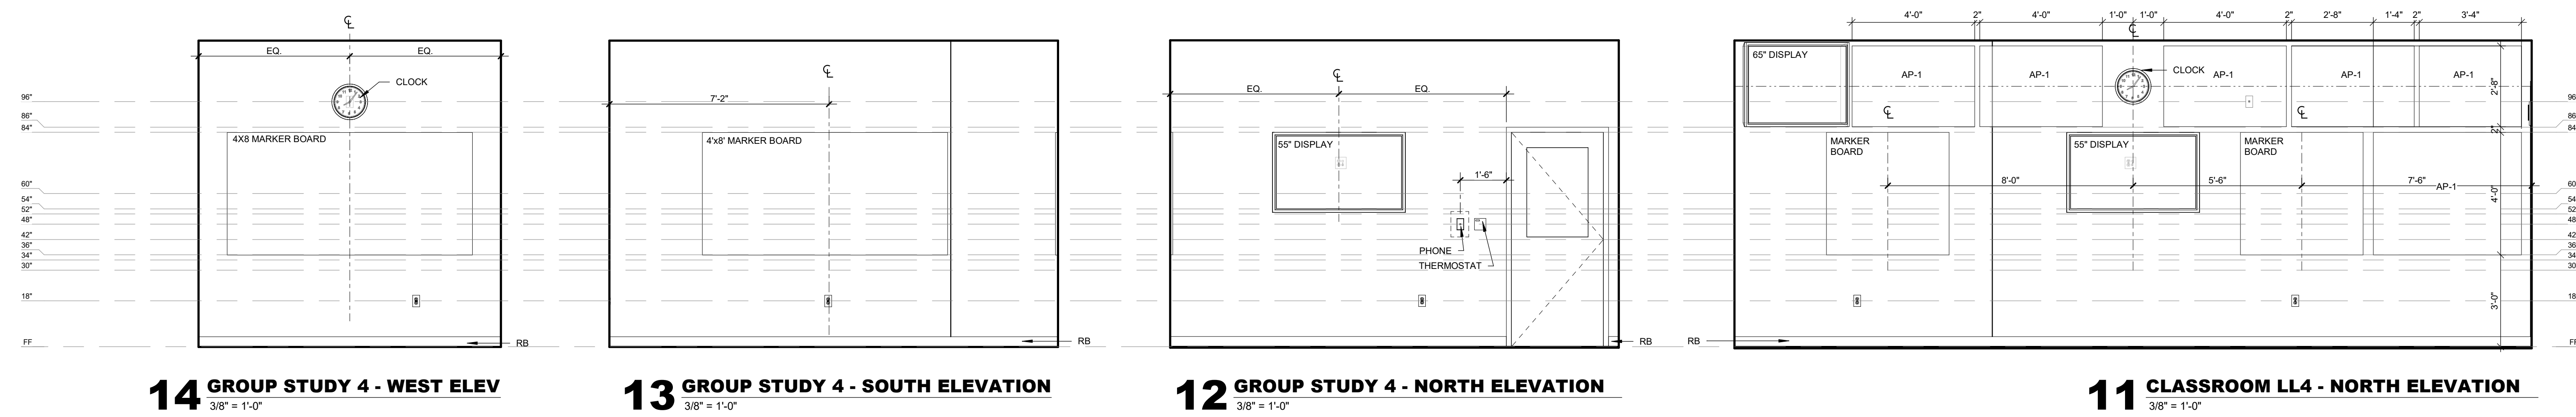 4'-0" 2" 4'-0" 1'-0" 1'-0" 4'-0" 2" 2'-8" 1'-4" 2" 3'-4"
96"
86"
84"
60"
54"
52"
48"
42"
36"
34"
30"
18"
FF
℄
EQ. EQ.
CLOCK
4X8 MARKER BOARD
RB
14 GROUP STUDY 4 - WEST ELEV
3/8" = 1'-0"
℄
7'-2"
4'x8' MARKER BOARD
RB
13 GROUP STUDY 4 - SOUTH ELEVATION
3/8" = 1'-0"
℄
EQ. EQ.
55" DISPLAY
1'-6"
PHONE
THERMOSTAT
RB
12 GROUP STUDY 4 - NORTH ELEVATION
3/8" = 1'-0"
℄
65" DISPLAY
AP-1 AP-1 CLOCK AP-1 AP-1 AP-1
2'-8"
℄ ℄
2"
MARKER
BOARD
55" DISPLAY
MARKER
BOARD
8'-0" 5'-6" 7'-6"
AP-1
4'-0"
3'-0"
RB
96
86
84
60
54
52
48
42
36
34
30
18
FF
11 CLASSROOM LL4 - NORTH ELEVATION
3/8" = 1'-0"